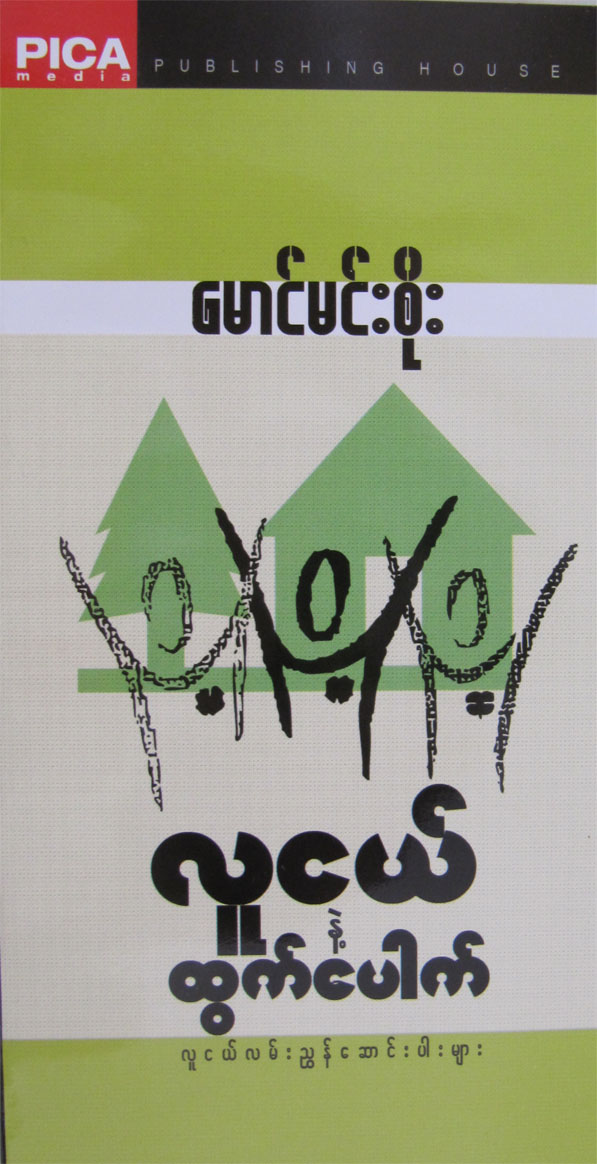 PICA
media
PUBLISHING HOUSE
မောင်မင်းစိုး
လူငယ်
နဲ့
ထွက်ပေါက်
လူငယ်လမ်းညွှန်ဆောင်းပါးများ